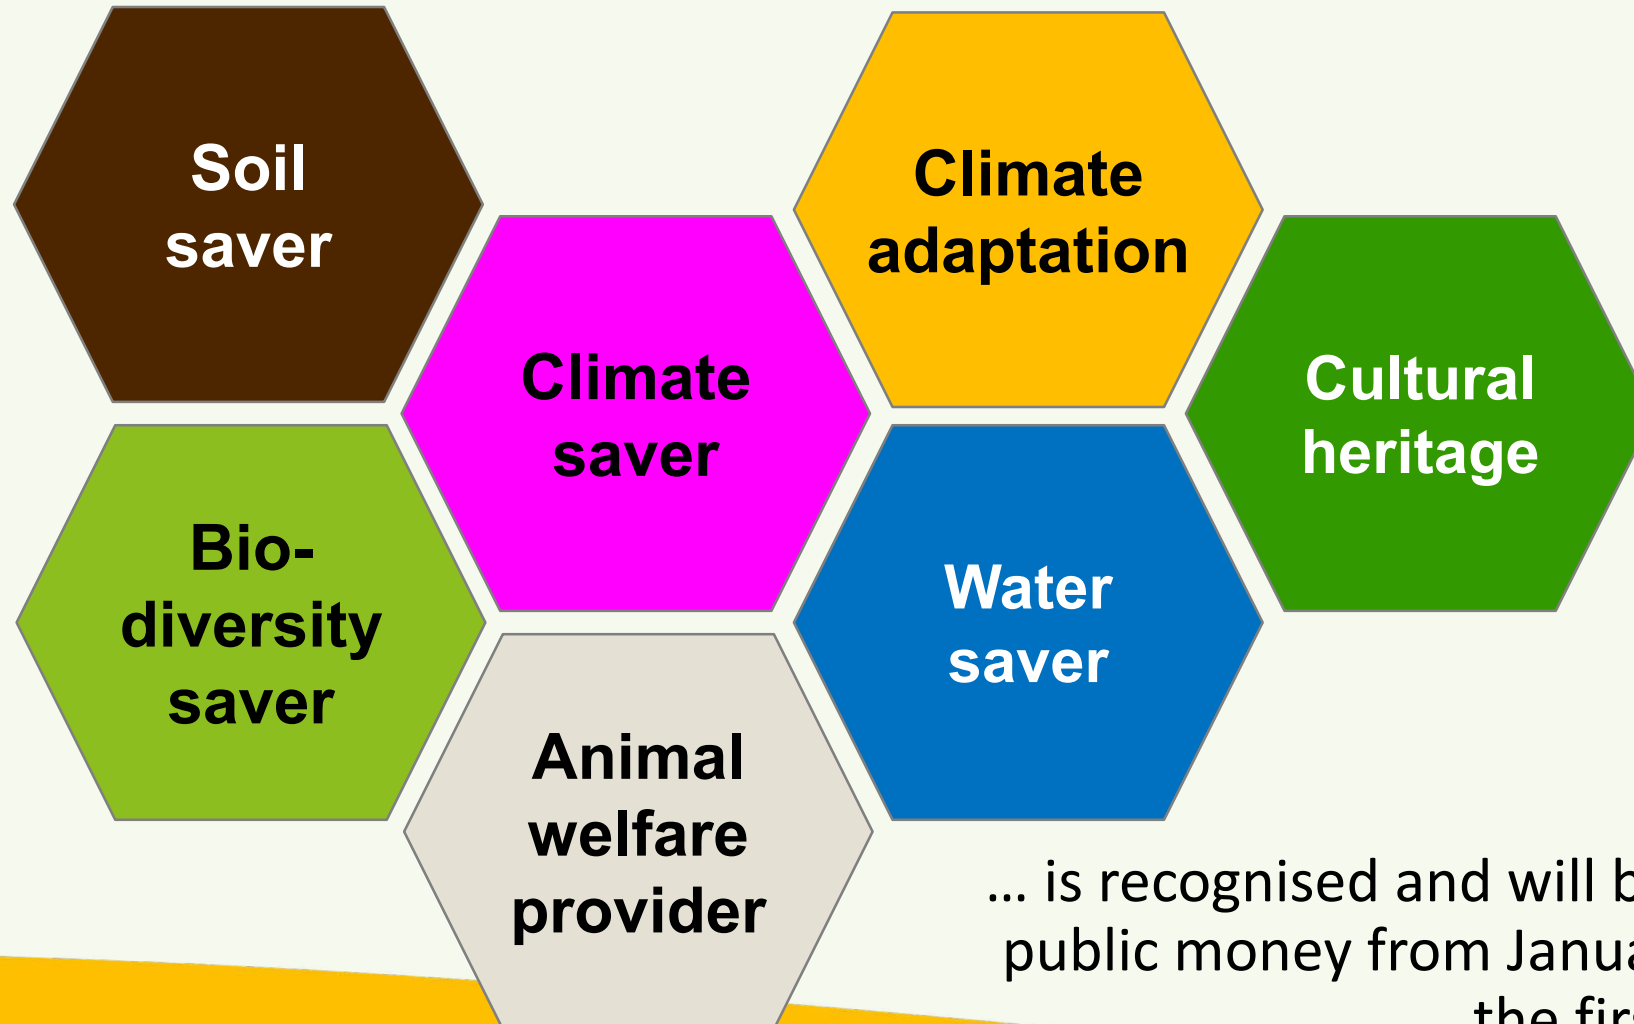 Soil
saver
Climate
adaptation
Climate
saver
Cultural
heritage
Bio-
diversity
saver
Water
saver
Animal
welfare
provider
... is recognised and will
public money from
the